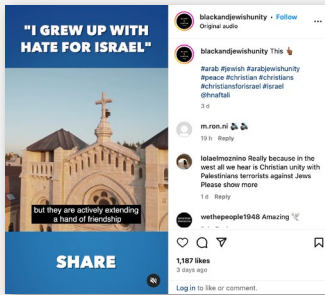 "I GREW UP WITH
HATE FOR ISRAEL"
but they are actively extending
a hand of friendship
SHARE
blackandjewishunity • Follow
Original audio
•••
blackandjewishunity This
#arab #jewish #arabjewishunity
#peace #christian #christians
#christiansforisrael #israel
@hnaftali
3 d
m.ron.ni
19 h Reply
lolaelmoznino Really because in the
west all we hear is Christian unity with
Palestinians terrorists against Jews
Please show more
1 d Reply
wethepeople1948 Amazing
1,187 likes
3 days ago
Log in to like or comment.